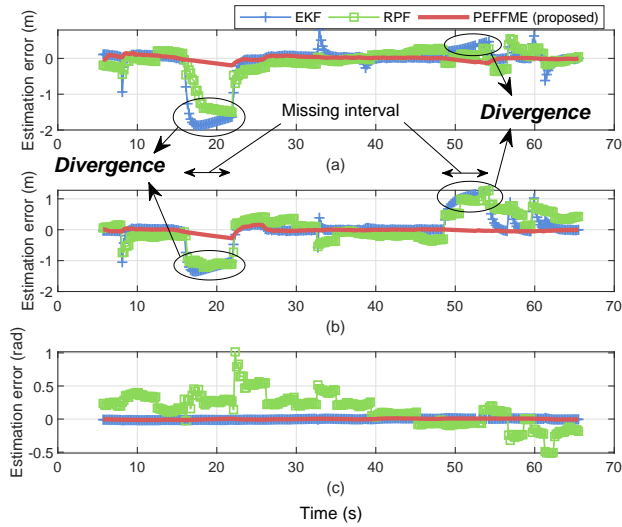 EKF RPF PEFFME (proposed)
Estimation error (m)
0
-1
-2
0 10 20 30 40 50 60 70
(a)
Missing interval
Divergence
Divergence
Estimation error (m)
1
0
-1
-2
0 10 20 30 40 50 60 70
(b)
Estimation error (rad)
1
0.5
0
-0.5
0 10 20 30 40 50 60 70
(c)
Time (s)